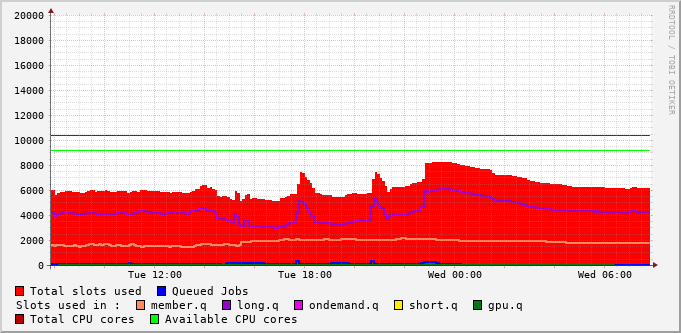 20000
18000
16000
14000
12000
10000
8000
6000
4000
2000
0
Tue 12:00 Tue 18:00 Wed 00:00 Wed 06:00
RRDTOOL / TOBI OETIKER
Total slots used Queued Jobs
Slots used in : member.q long.q ondemand.q short.q gpu.q
Total CPU cores Available CPU cores